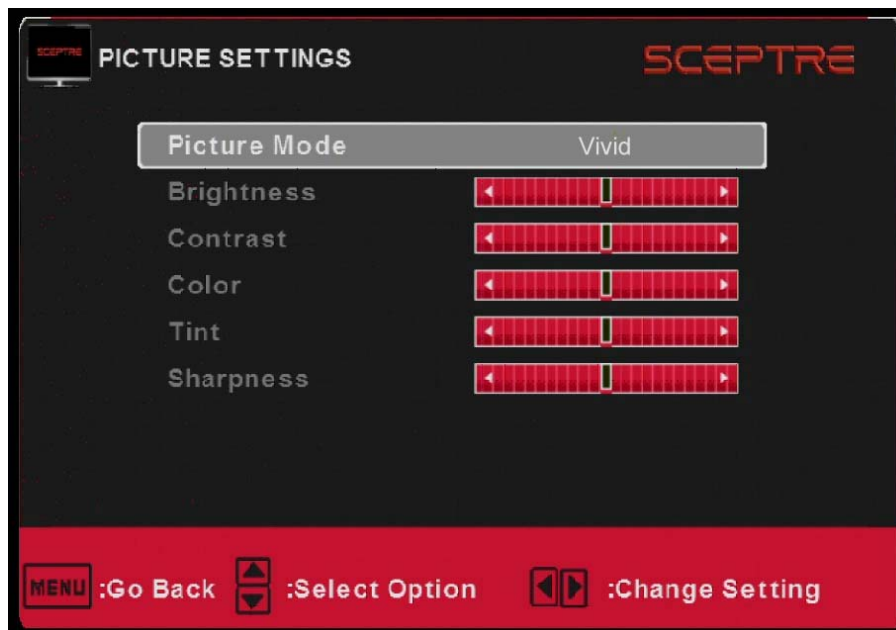 SCEPTRE PICTURE SETTINGS SCEPTRE
Picture Mode Vivid
Brightness
Contrast
Color
Tint
Sharpness
MENU :Go Back :Select Option :Change Setting